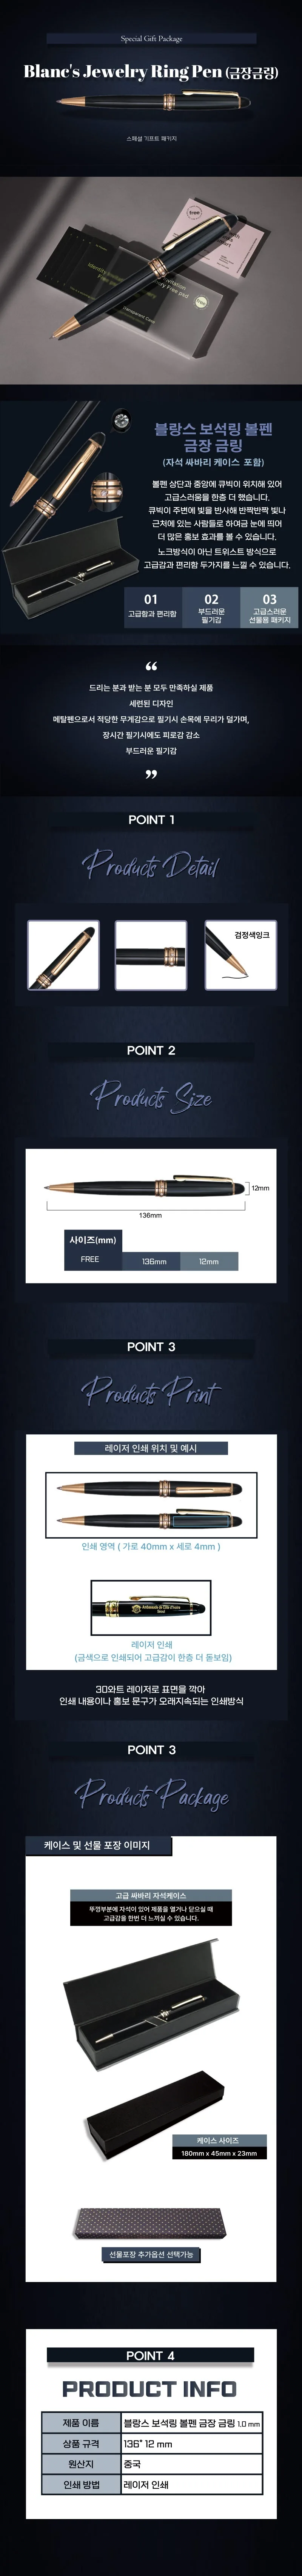 Special Gift Package
Blanc's Jewelry Ring Pen (금장금링)
스페셜 기프트 패키지
블랑스 보석링 볼펜
금장 금링
(자석 싸바리 케이스 포함)
볼펜 상단과 중앙에 큐빅이 위치해 있어
고급스러움을 한층 더 했습니다.
큐빅이 주변에 빛을 반사해 반짝반짝 빛나
근처에 있는 사람들로 하여금 눈에 띄어
더 많은 홍보 효과를 볼 수 있습니다.
노크방식이 아닌 트위스트 방식으로
고급감과 편리함 두가지를 느낄 수 있습니다.
01
고급함과 편리함
02
부드러운
필기감
03
고급스러운
선물용 패키지
“
드리는 분과 받는 분 모두 만족하실 제품
세련된 디자인
메탈펜으로서 적당한 무게감으로 필기시 손목에 무리가 덜가며,
장시간 필기시에도 피로감 감소
부드러운 필기감
”
POINT 1
Products Detail
검정색잉크
POINT 2
Products Size
12mm
136mm
사이즈(mm)
FREE 136mm 12mm
POINT 3
Products Print
레이저 인쇄 위치 및 예시
인쇄 영역 ( 가로 40mm x 세로 4mm )
레이저 인쇄
(금색으로 인쇄되어 고급감이 한층 더 돋보임)
30와트 레이저로 표면을 깍아
인쇄 내용이나 홍보 문구가 오래지속되는 인쇄방식
POINT 3
Products Package
케이스 및 선물 포장 이미지
고급 싸바리 자석케이스
뚜껑부분에 자석이 있어 제품을 열거나 닫으실 때
고급감을 한번 더 느끼실 수 있습니다.
케이스 사이즈
180mm x 45mm x 23mm
선물포장 추가옵션 선택가능
POINT 4
PRODUCT INFO
제품 이름 블랑스 보석링 볼펜 금장 금링 1.0 mm
상품 규격 136* 12 mm
원산지 중국
인쇄 방법 레이저 인쇄